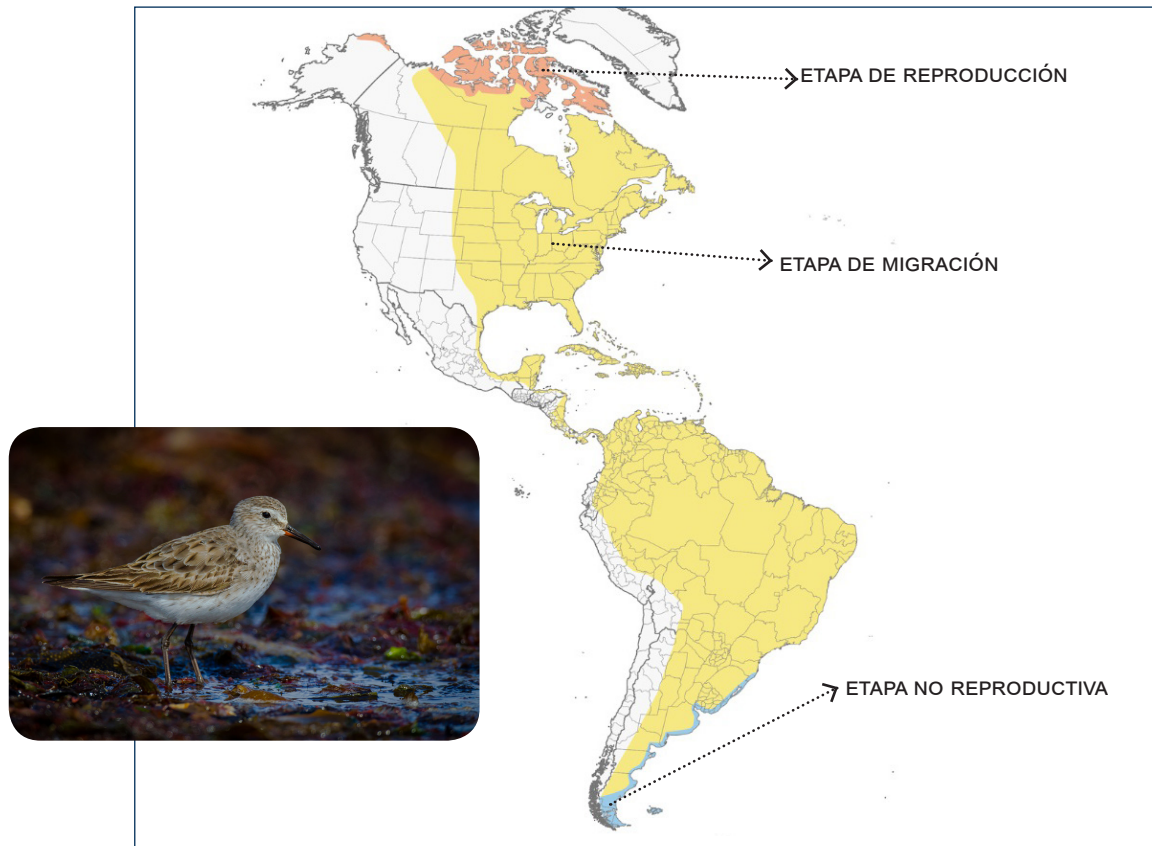 ETAPA DE REPRODUCCIÓN
ETAPA DE MIGRACIÓN
ETAPA NO REPRODUCTIVA